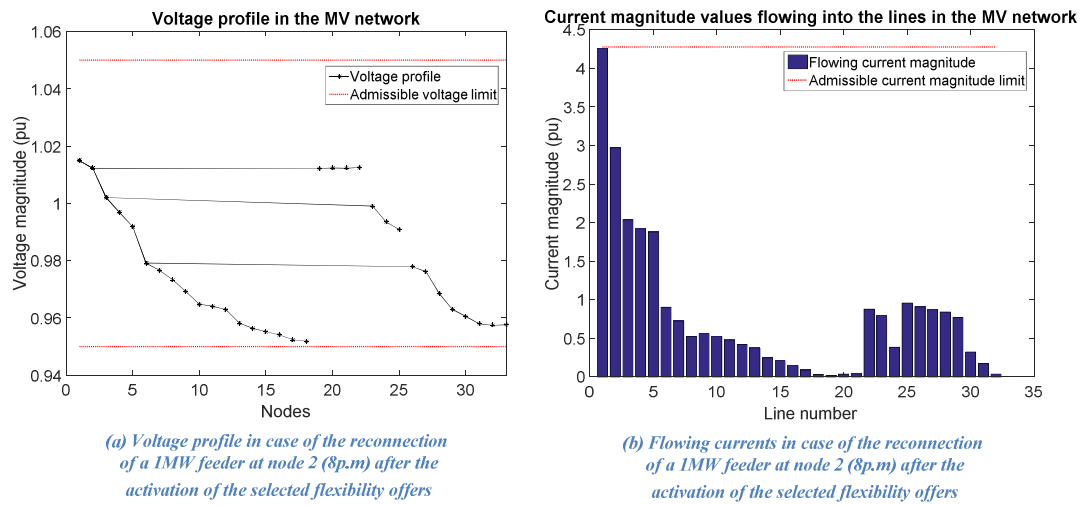 Voltage profile in the MV network
1.06
1.04
1.02
1
0.98
0.96
0.94
Voltage magnitude (pu)
Voltage profile
Admissible voltage limit
0
5
10
15
20
25
30
Nodes
(a) Voltage profile in case of the reconnection
of a 1MW feeder at node 2 (8p.m) after the
activation of the selected flexibility offers
Current magnitude values flowing into the lines in the MV network
4.5
4
3.5
3
2.5
2
1.5
1
0.5
0
Current magnitude (pu)
Flowing current magnitude
Admissible current magnitude limit
0
5
10
15
20
25
30
35
Line number
(b) Flowing currents in case of the reconnection
of a 1MW feeder at node 2 (8p.m) after the
activation of the selected flexibility offers